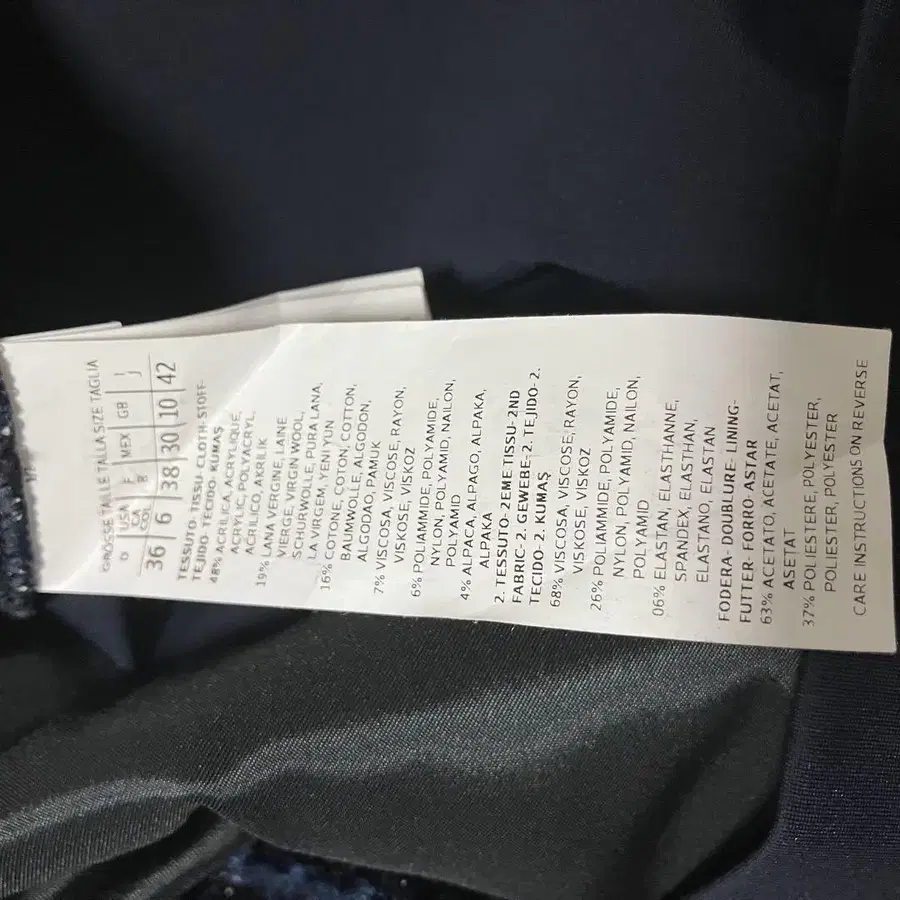 GROSSE TAILLE TALLA SIZE TAGLIA
D USA E MEX GB I
CA COL B
36 6 38 30 10 42
TESSUTO- TISSU- CLOTH- STOFF-
TEJIDO- TECIDO- KUMAŞ
48% ACRILICA, ACRYLIQUE,
ACRYLIC, POLYACRYL,
ACRILICO, AKRILIK
19% LANA VERGINE, LAINE
VIERGE, VIRGIN WOOL,
SCHURWOLLE, PURA LANA,
LA VIRGEM, YENI YUN
16% COTONE, COTON, COTTON,
BAUMWOLLE, ALGODON,
ALGODAO, PAMUK
7% VISCOSA, VISCOSE, RAYON,
VISKOSE, VISKOZ
6% POLIAMMIDE, POLYAMIDE,
NYLON, POLYAMID, NAILON,
POLYAMID
4% ALPACA, ALPAGO, ALPAKA,
ALPAKA
2. TESSUTO- 2EME TISSU- 2ND
FABRIC- 2. GEWEBE- 2. TEJIDO- 2.
TECIDO- 2. KUMAŞ
68% VISCOSA, VISCOSE, RAYON,
VISKOSE, VISKOZ
26% POLIAMMIDE, POLYAMIDE,
NYLON, POLYAMID, NAILON,
POLYAMID
06% ELASTAN, ELASTHANNE,
SPANDEX, ELASTHAN,
ELASTANO, ELASTAN
FODERA- DOUBLURE- LINING-
FUTTER- FORRO- ASTAR
63% ACETATO, ACETATE, ACETAT,
ASETAT
37% POLIESTERE, POLYESTER,
POLIESTER, POLYESTER
CARE INSTRUCTIONS ON REVERSE